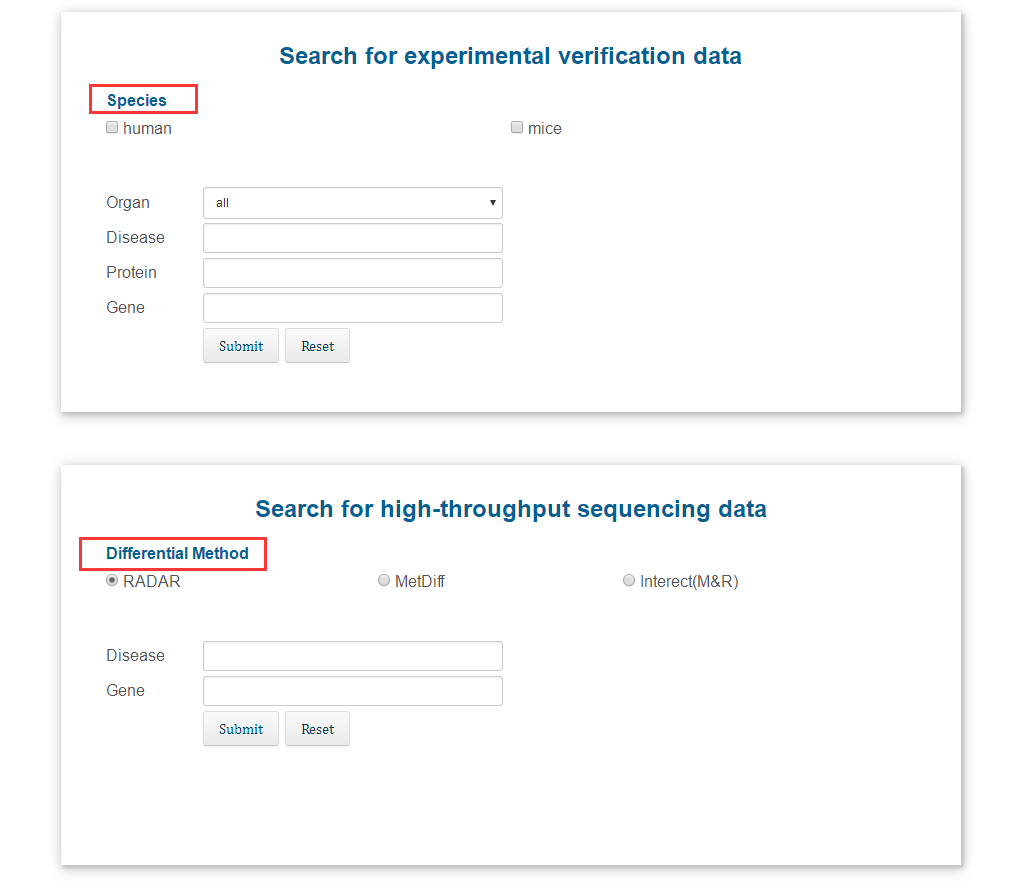 Search for experimental verification data
Species
human mice
Organ all
Disease
Protein
Gene
Submit Reset
Search for high-throughput sequencing data
Differential Method
RADAR MetDiff Interect(M&R)
Disease
Gene
Submit Reset